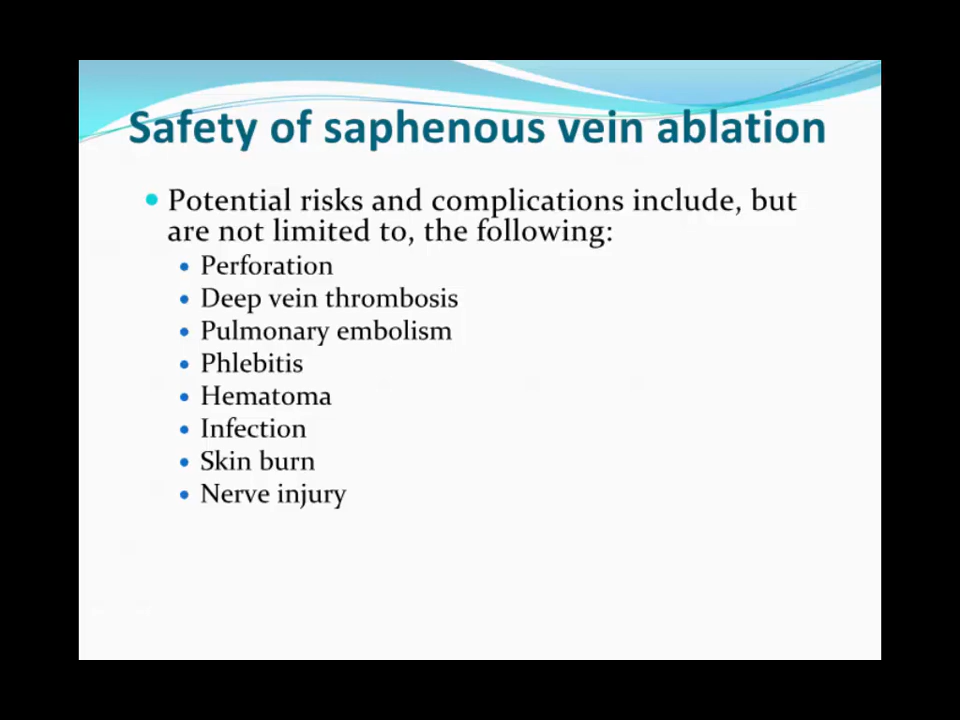 Safety of saphenous vein ablation
• Potential risks and complications include, but
are not limited to, the following:
• Perforation
• Deep vein thrombosis
• Pulmonary embolism
• Phlebitis
• Hematoma
• Infection
• Skin burn
• Nerve injury